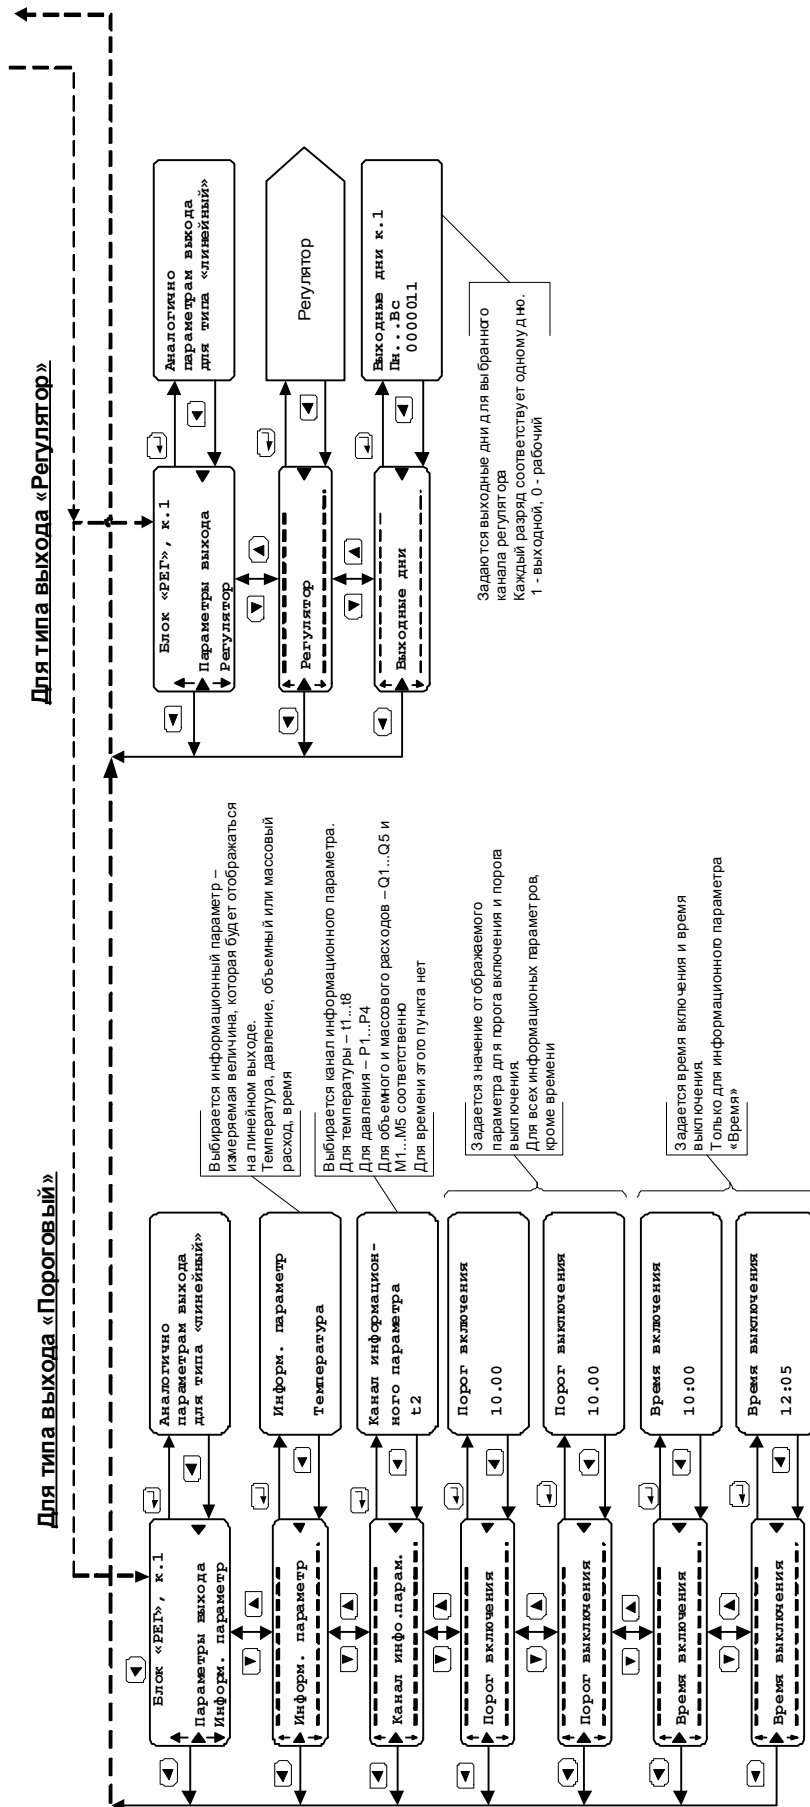 Для типа выхода «Пороговый»
Блок «РЕГ», к.1
Параметры выхода
Информ. параметр
Аналогично
параметрам выхода
для типа «линейный»
Информ. параметр
Информ. параметр
Температура
Выбирается информационный параметр –
измеряемая величина, которая будет отображаться
на линейном выходе.
Температура, давление, объемный или массовый
расход, время
Канал инфо.парам.
Канал информацион-
ного параметра
t2
Выбирается канал информационного параметра.
Для температуры – t1...t8
Для давления – P1...P4
Для объемного и массового расходов – Q1...Q5 и
M1...M5 соответственно
Для времени этого пункта нет
Порог включения
Порог включения
10.00
Порог выключения
Порог выключения
10.00
Задается значение отображаемого
параметра для порога включения и порога
выключения.
Для всех информационых параметров,
кроме времени
Время включения
Время включения
10:00
Время выключения
Время выключения
12:05
Задается время включения и время
выключения.
Только для информационного параметра
«Время»
Для типа выхода «Регулятор»
Блок «РЕГ», к.1
Параметры выхода
Регулятор
Аналогично
параметрам выхода
для типа «линейный»
Регулятор
Регулятор
Выходные дни
Выходные дни к.1
Пн...Вс
0000011
Задаются выходные дни для выбранного
канала регулятора
Каждый разряд соответствует одному дню.
1 - выходной, 0 - рабочий